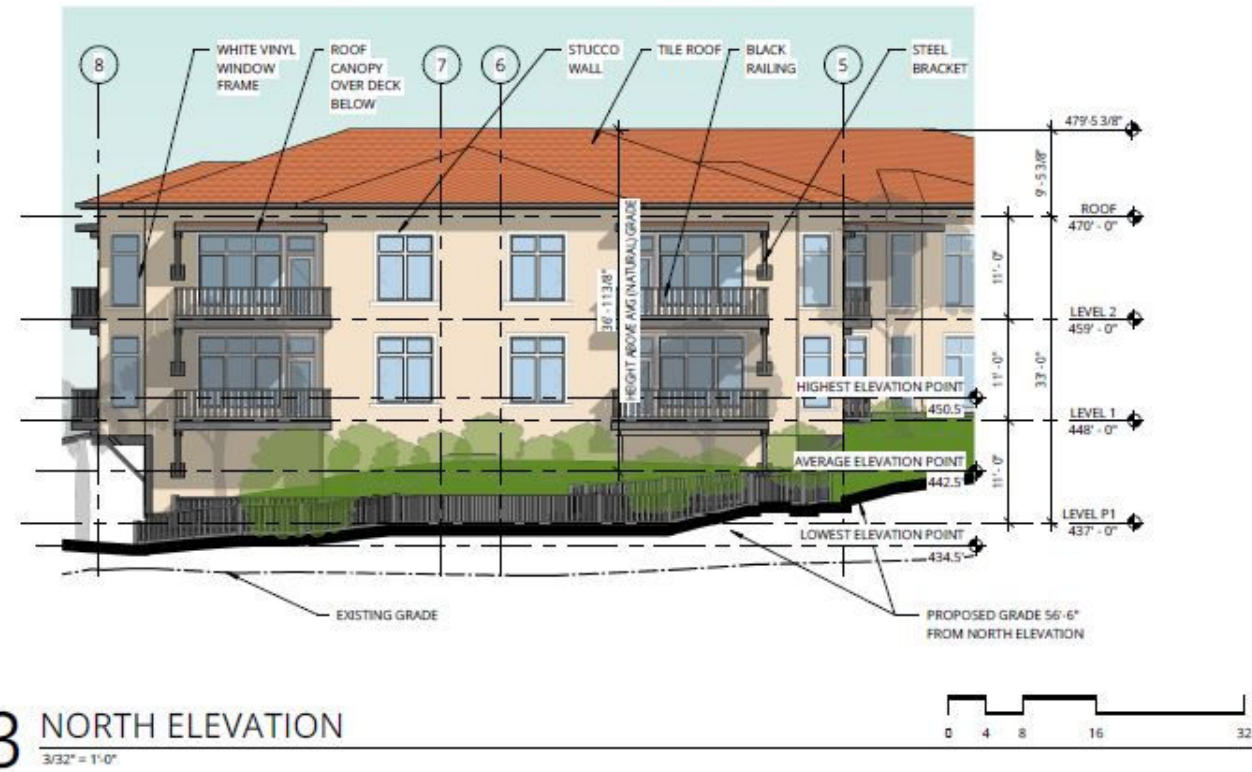 8
WHITE VINYL
WINDOW
FRAME
ROOF
CANOPY
OVER DECK
BELOW
7
6
STUCCO
WALL
TILE ROOF
BLACK
RAILING
5
STEEL
BRACKET
479'-5 3/8"
9' - 5 3/8"
ROOF
470' - 0"
11' - 0"
LEVEL 2
459' - 0"
36' - 11 3/8"
HEIGHT ABOVE AVG (NATURAL) GRADE
11' - 0"
33' - 0"
HIGHEST ELEVATION POINT
450.5'
LEVEL 1
448' - 0"
AVERAGE ELEVATION POINT
442.5'
11' - 0"
LEVEL P1
437' - 0"
LOWEST ELEVATION POINT
434.5'
EXISTING GRADE
PROPOSED GRADE 56'-6"
FROM NORTH ELEVATION
3 NORTH ELEVATION
3/32" = 1'-0"
0 4 8 16 32